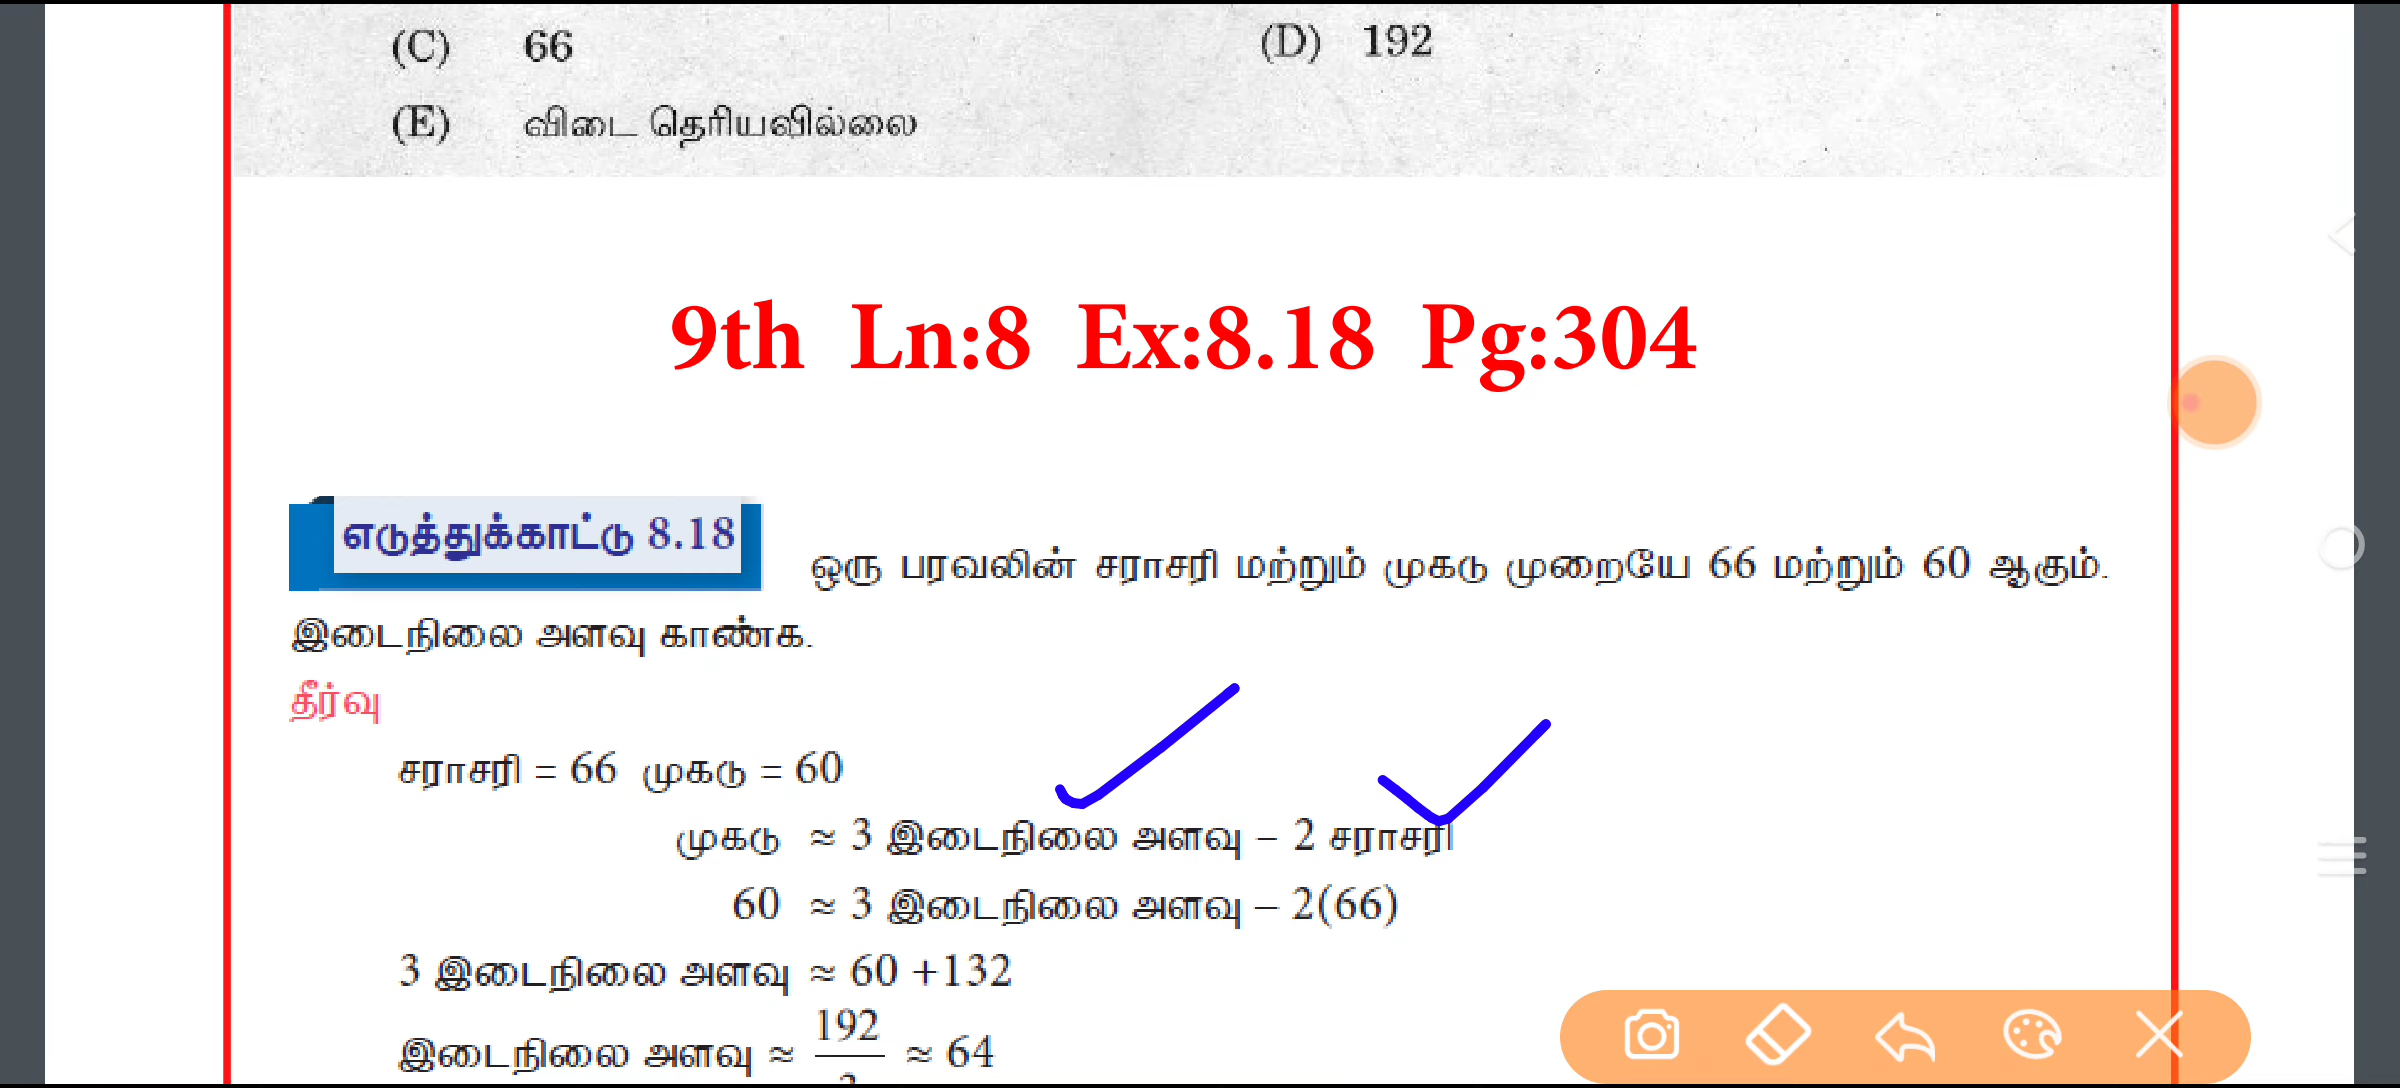 (C) 66 (D) 192
(E) விடை தெரியவில்லை
9th Ln:8 Ex:8.18 Pg:304
எடுத்துக்காட்டு 8.18 ஒரு பரவலின் சராசரி மற்றும் முகடு முறையே 66 மற்றும் 60 ஆகும்.
இடைநிலை அளவு காண்க.
தீர்வு
சராசரி = 66 முகடு = 60
முகடு ≈ 3 இடைநிலை அளவு – 2 சராசரி
60 ≈ 3 இடைநிலை அளவு – 2(66)
3 இடைநிலை அளவு ≈ 60 +132
இடைநிலை அளவு ≈ 192/3 ≈ 64